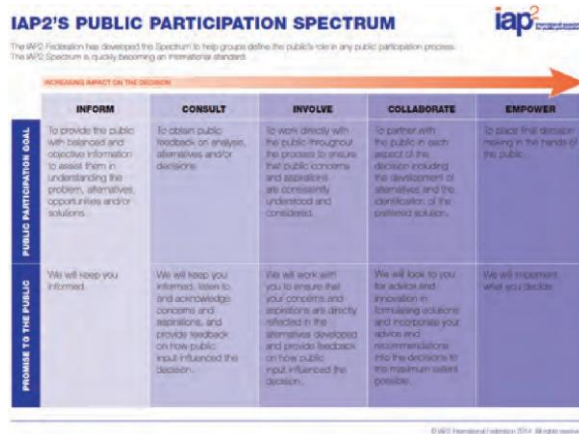 IAP2'S PUBLIC PARTICIPATION SPECTRUM
iap2
The IAP2 Federation has developed the Spectrum to help groups define the public's role in any public participation process.
The IAP2 Spectrum is quickly becoming an international standard.
INCREASING IMPACT ON THE DECISION
INFORM
CONSULT
INVOLVE
COLLABORATE
EMPOWER
PUBLIC PARTICIPATION GOAL
To provide the public
with balanced and
objective information
to assist them in
understanding the
problem, alternatives,
opportunities and/or
solutions.
To obtain public
feedback on analysis,
alternatives and/or
decisions.
To work directly with
the public throughout
the process to ensure
that public concerns
and aspirations
are consistently
understood and
considered.
To partner with
the public in each
aspect of the
decision including
the development of
alternatives and the
identification of the
preferred solution.
To place final decision
making in the hands of
the public.
PROMISE TO THE PUBLIC
We will keep you
informed.
We will keep you
informed, listen to
and acknowledge
concerns and
aspirations, and
provide feedback
on how public
input influenced the
decision.
We will work with
you to ensure that
your concerns and
aspirations are directly
reflected in the
alternatives developed
and provide feedback
on how public
input influenced the
decision.
We will look to you
for advice and
innovation in
formulating solutions
and incorporate your
advice and
recommendations
into the decisions to
the maximum extent
possible.
We will implement
what you decide.
© IAP2 International Federation 2014. All rights reserved.